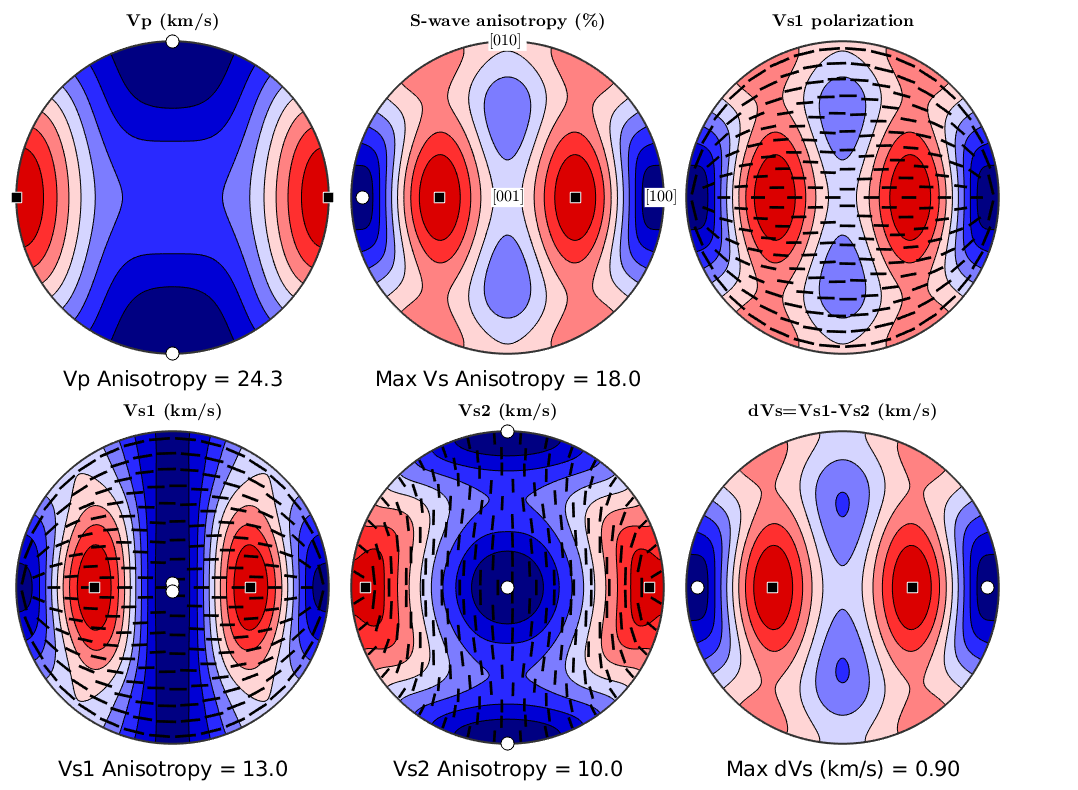 Vp (km/s)
S-wave anisotropy (%)
Vs1 polarization
[010]
[001]
[100]
Vp Anisotropy = 24.3
Max Vs Anisotropy = 18.0
Vs1 (km/s)
Vs2 (km/s)
dVs=Vs1-Vs2 (km/s)
Vs1 Anisotropy = 13.0
Vs2 Anisotropy = 10.0
Max dVs (km/s) = 0.90